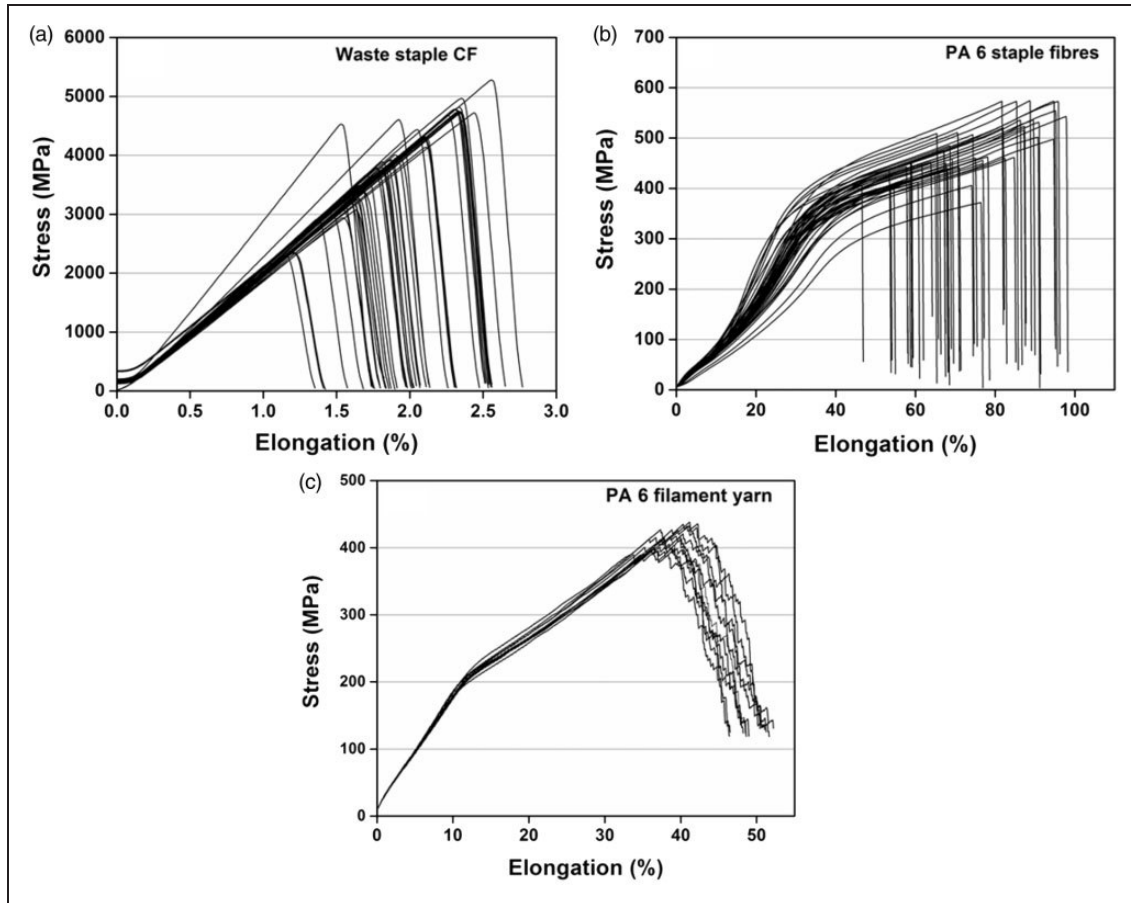 (a)
Waste staple CF
6000
5000
4000
3000
2000
1000
0
Stress (MPa)
0.0 0.5 1.0 1.5 2.0 2.5 3.0
Elongation (%)
(b)
PA 6 staple fibres
700
600
500
400
300
200
100
0
Stress (MPa)
0 20 40 60 80 100
Elongation (%)
(c)
PA 6 filament yarn
500
400
300
200
100
0
Stress (MPa)
0 10 20 30 40 50
Elongation (%)